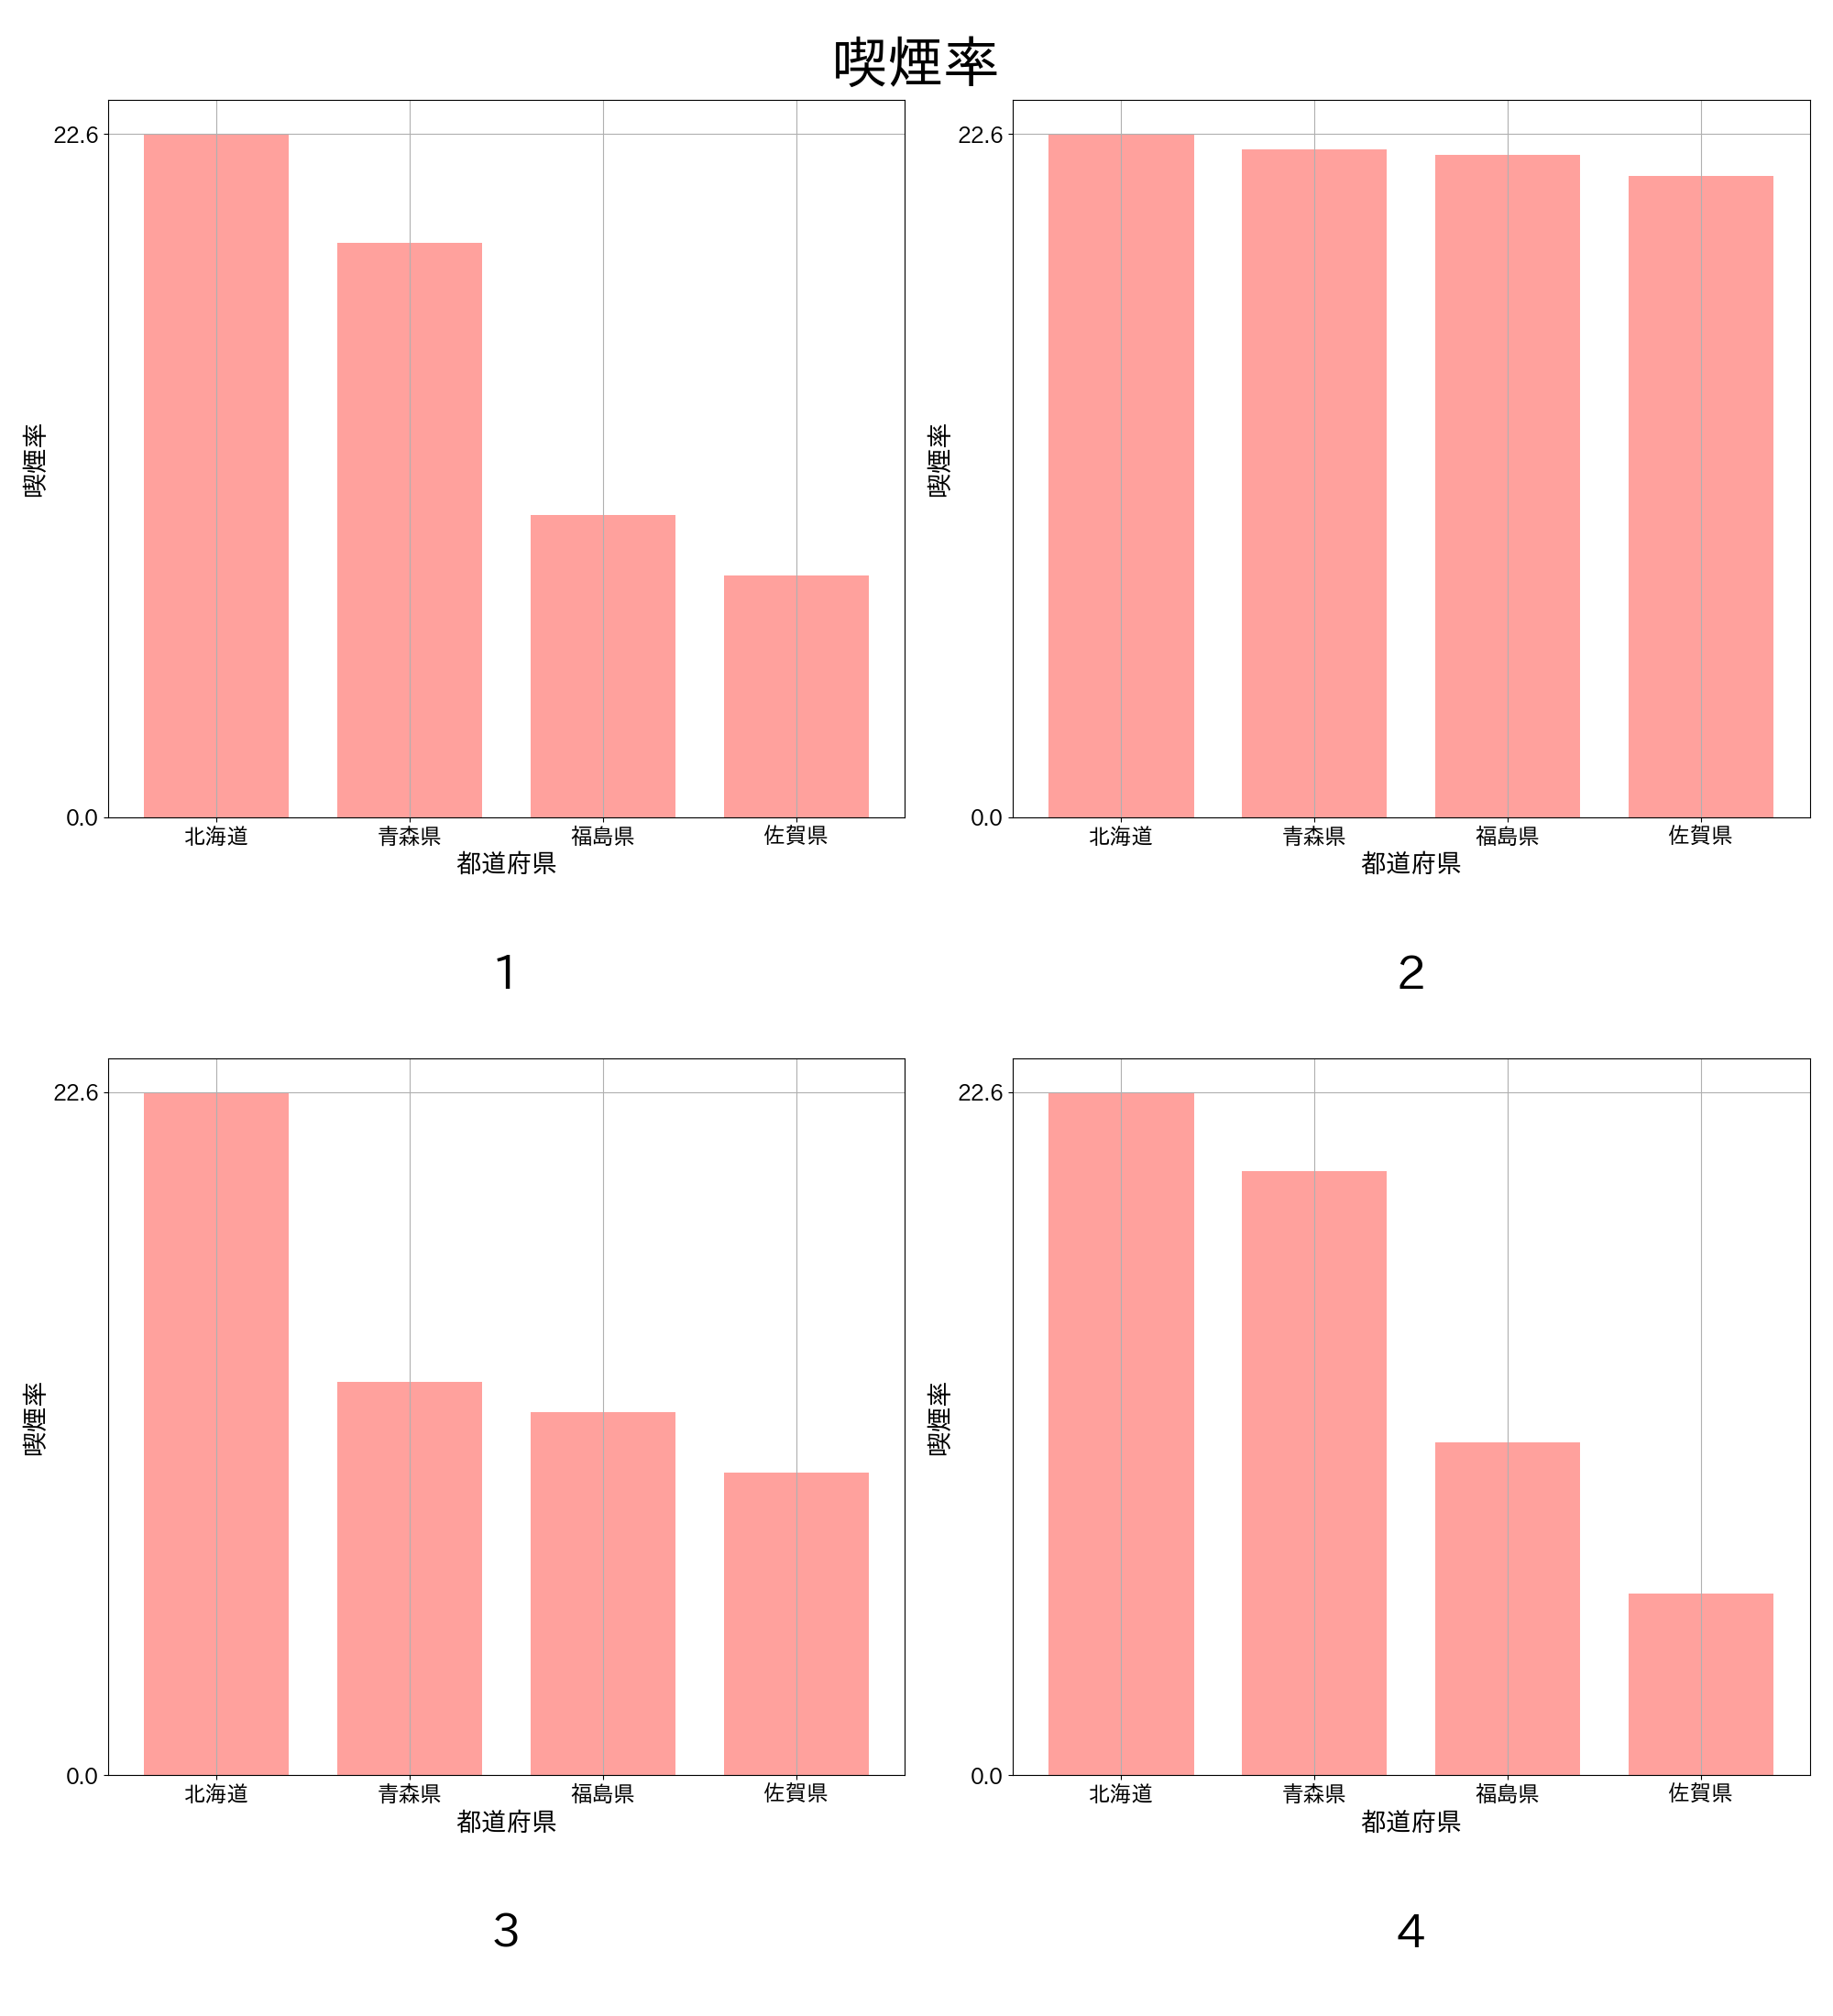 喫煙率
22.6
0.0
喫煙率
北海道 青森県 福島県 佐賀県
都道府県
1
22.6
0.0
喫煙率
北海道 青森県 福島県 佐賀県
都道府県
2
22.6
0.0
喫煙率
北海道 青森県 福島県 佐賀県
都道府県
3
22.6
0.0
喫煙率
北海道 青森県 福島県 佐賀県
都道府県
4